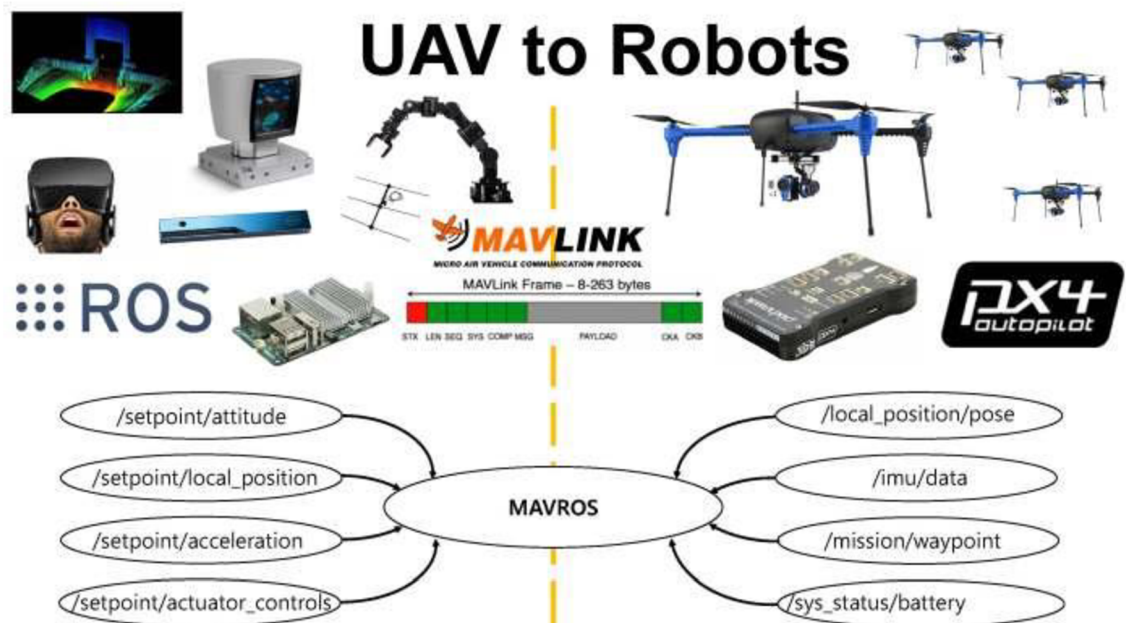 UAV to Robots
MAVLINK
MICRO AIR VEHICLE COMMUNICATION PROTOCOL
MAVLink Frame – 8-263 bytes
STX LEN SEQ SYS COMP MSG PAYLOAD CKA CKB
ROS
px4
autopilot
/setpoint/attitude
/setpoint/local_position
/setpoint/acceleration
/setpoint/actuator_controls
MAVROS
/local_position/pose
/imu/data
/mission/waypoint
/sys_status/battery